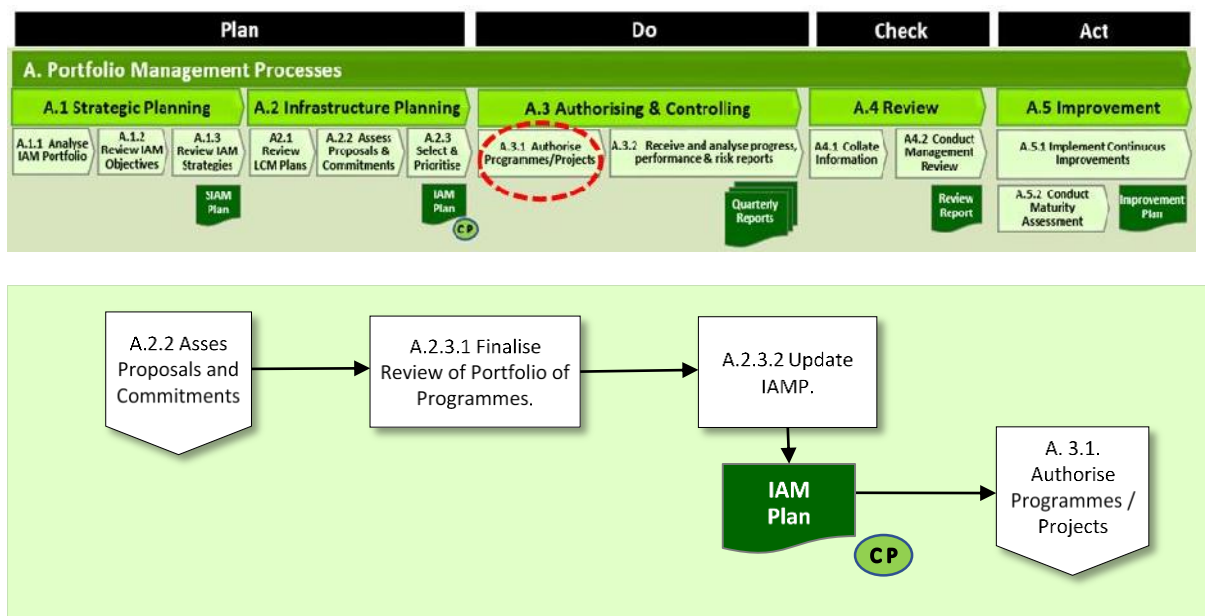 Plan
Do
Check
Act
A. Portfolio Management Processes
A.1 Strategic Planning
A.2 Infrastructure Planning
A.3 Authorising & Controlling
A.4 Review
A.5 Improvement
A.1.1 Analyse
IAM Portfolio
A.1.2
Review IAM
Objectives
A.1.3
Review IAM
Strategies
A2.1
Review
LCM Plans
A.2.2 Assess
Proposals &
Commitments
A.2.3
Select &
Prioritise
A.3.1 Authorise
Programmes/Projects
A.3.2 Receive and analyse progress,
performance & risk reports
A4.1 Collate
Information
A4.2 Conduct
Management
Review
A.5.1 Implement Continuous
Improvements
SIAM
Plan
IAM
Plan
CP
Quarterly
Reports
Review
Report
A.5.2 Conduct
Maturity
Assessment
Improvement
Plan
A.2.2 Asses
Proposals and
Commitments
A.2.3.1 Finalise
Review of Portfolio of
Programmes.
A.2.3.2 Update
IAMP.
IAM
Plan
CP
A. 3.1.
Authorise
Programmes /
Projects